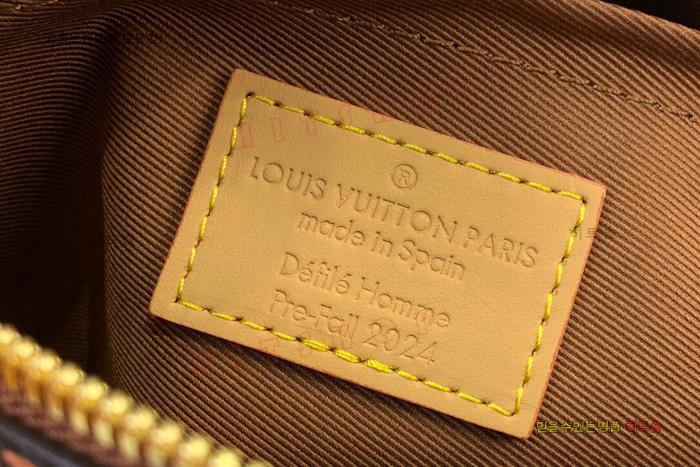 ®
LOUIS VUITTON PARIS
made in Spain
Défilé Homme
Pre-Fall 2024
믿을수있는명품